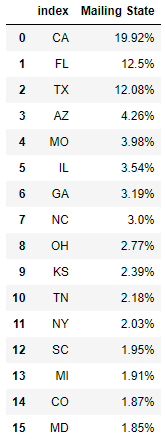 index Mailing State
0 CA 19.92%
1 FL 12.5%
2 TX 12.08%
3 AZ 4.26%
4 MO 3.98%
5 IL 3.54%
6 GA 3.19%
7 NC 3.0%
8 OH 2.77%
9 KS 2.39%
10 TN 2.18%
11 NY 2.03%
12 SC 1.95%
13 MI 1.91%
14 CO 1.87%
15 MD 1.85%